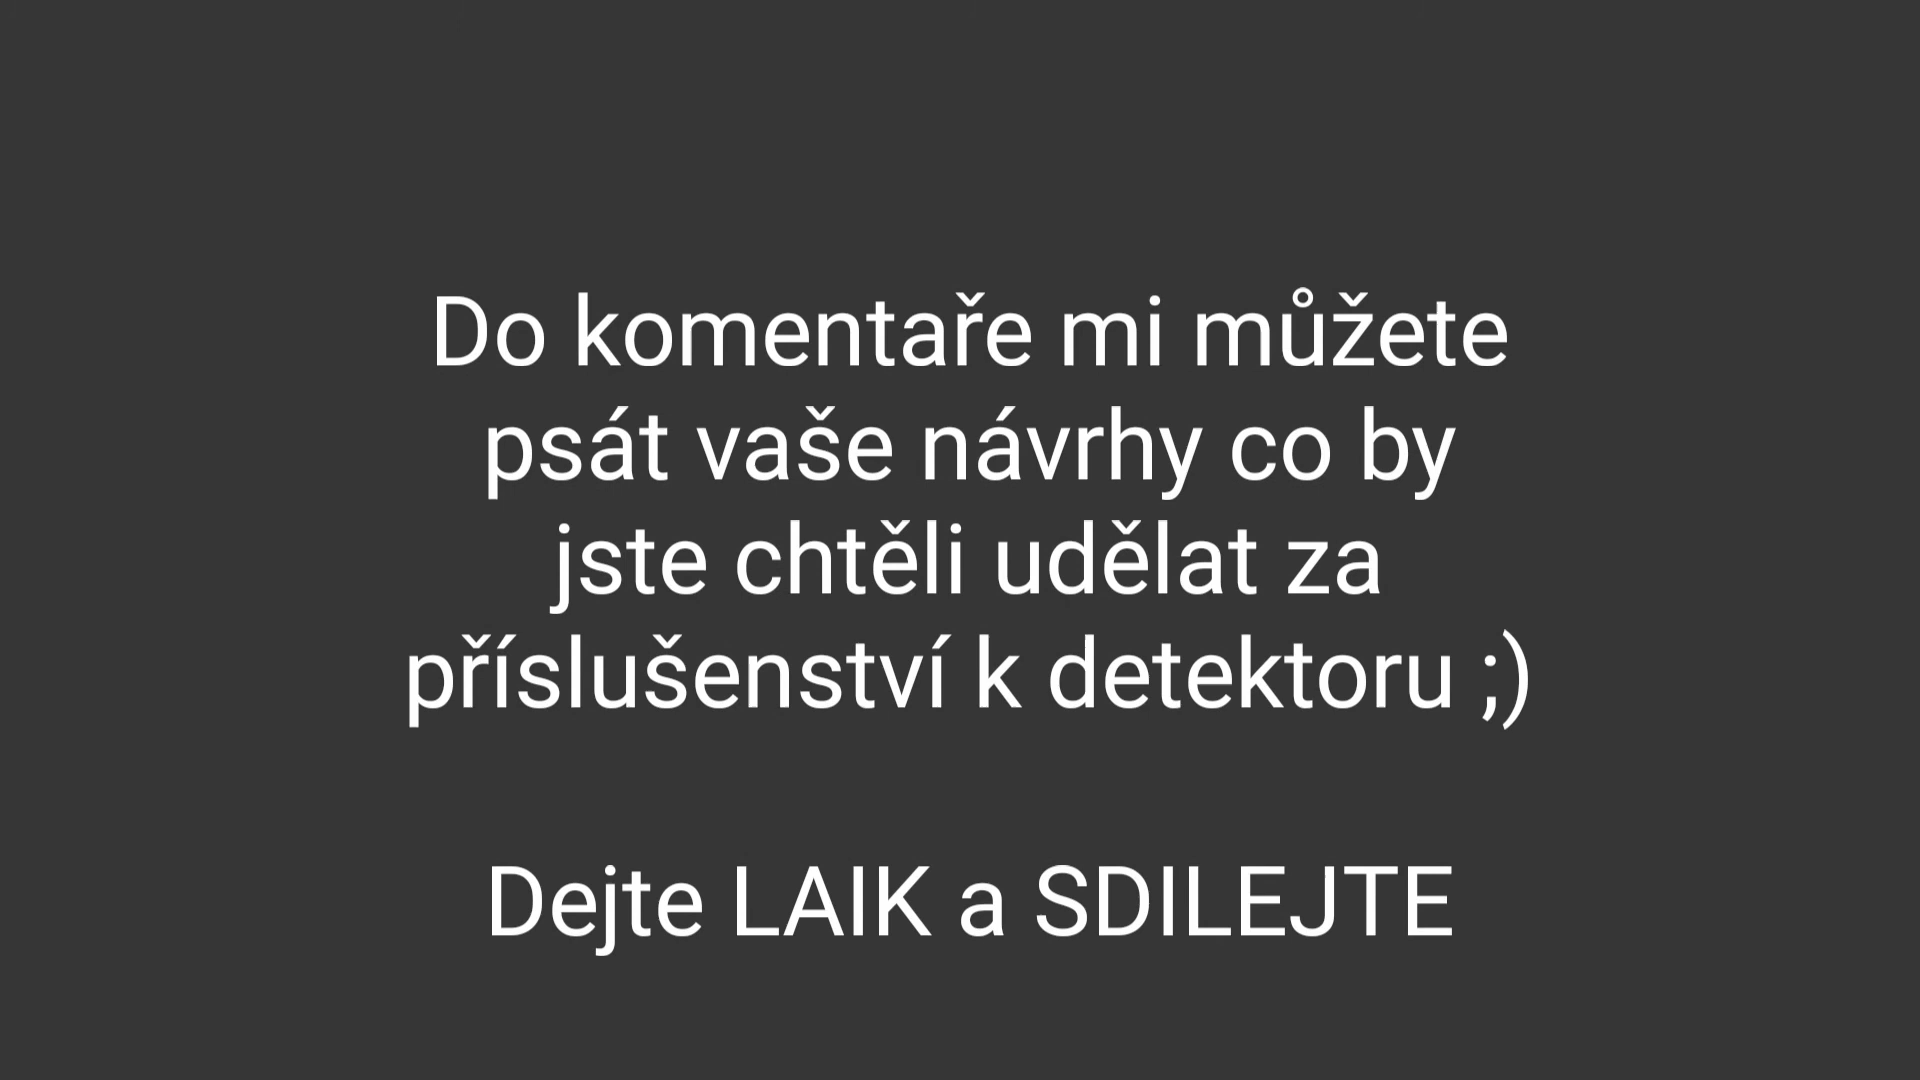 Do komentaře mi můžete
psát vaše návrhy co by
jste chtěli udělat za
příslušenství k detektoru ;)
Dejte LAIK a SDILEJTE